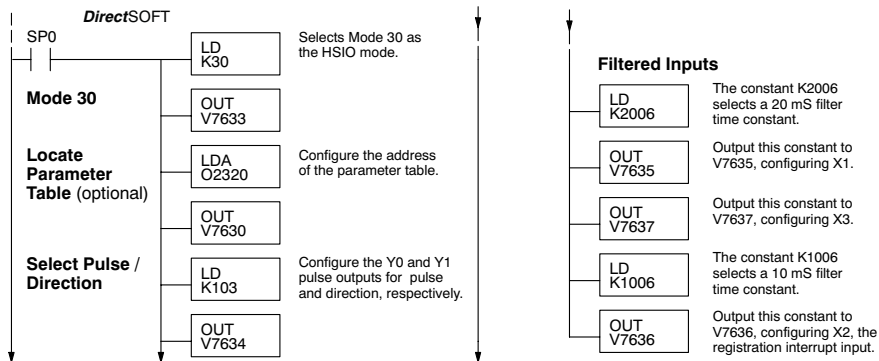 DirectSOFT
SP0
LD
K30
Selects Mode 30 as
the HSIO mode.
Mode 30
OUT
V7633
Locate
Parameter
Table (optional)
LDA
O2320
Configure the address
of the parameter table.
OUT
V7630
Select Pulse /
Direction
LD
K103
Configure the Y0 and Y1
pulse outputs for pulse
and direction, respectively.
OUT
V7634
Filtered Inputs
LD
K2006
The constant K2006
selects a 20 mS filter
time constant.
OUT
V7635
Output this constant to
V7635, configuring X1.
OUT
V7637
Output this constant to
V7637, configuring X3.
LD
K1006
The constant K1006
selects a 10 mS filter
time constant.
OUT
V7636
Output this constant to
V7636, configuring X2, the
registration interrupt input.